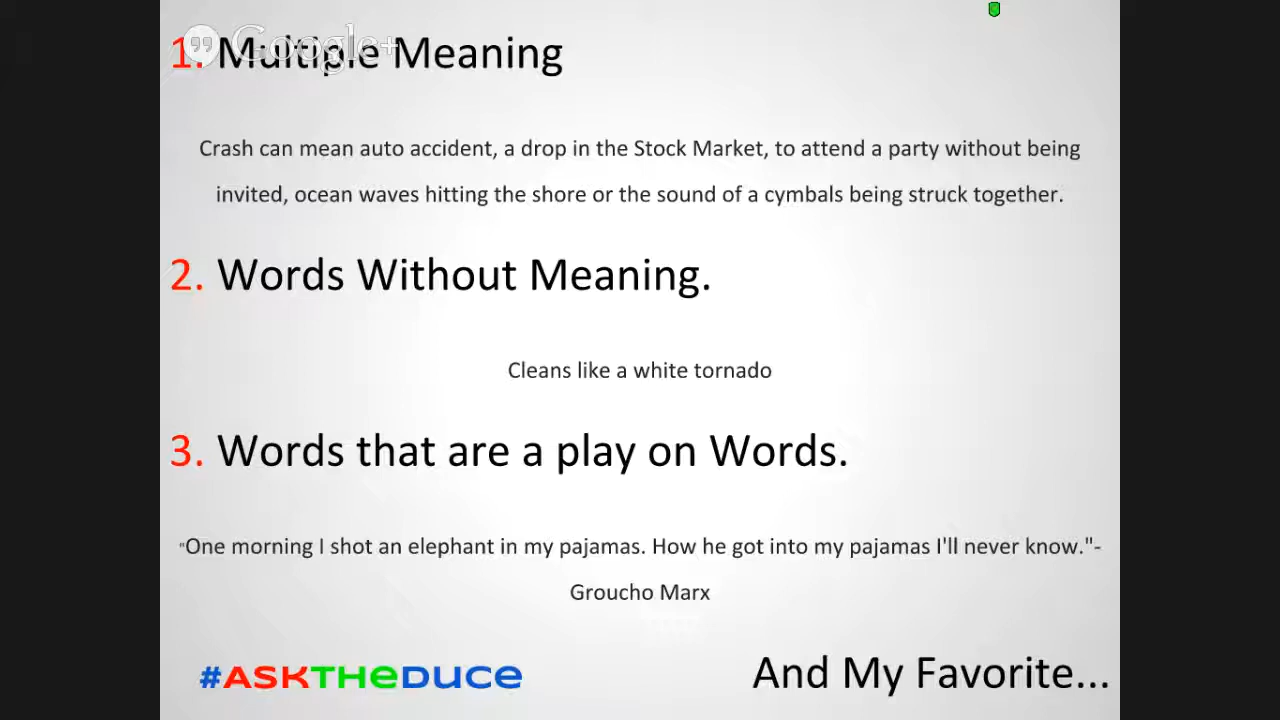 Google+
1. Multiple Meaning
Crash can mean auto accident, a drop in the Stock Market, to attend a party without being
invited, ocean waves hitting the shore or the sound of a cymbals being struck together.
2. Words Without Meaning.
Cleans like a white tornado
3. Words that are a play on Words.
"One morning I shot an elephant in my pajamas. How he got into my pajamas I'll never know."-
Groucho Marx
#ASKTHeDUCe
And My Favorite...